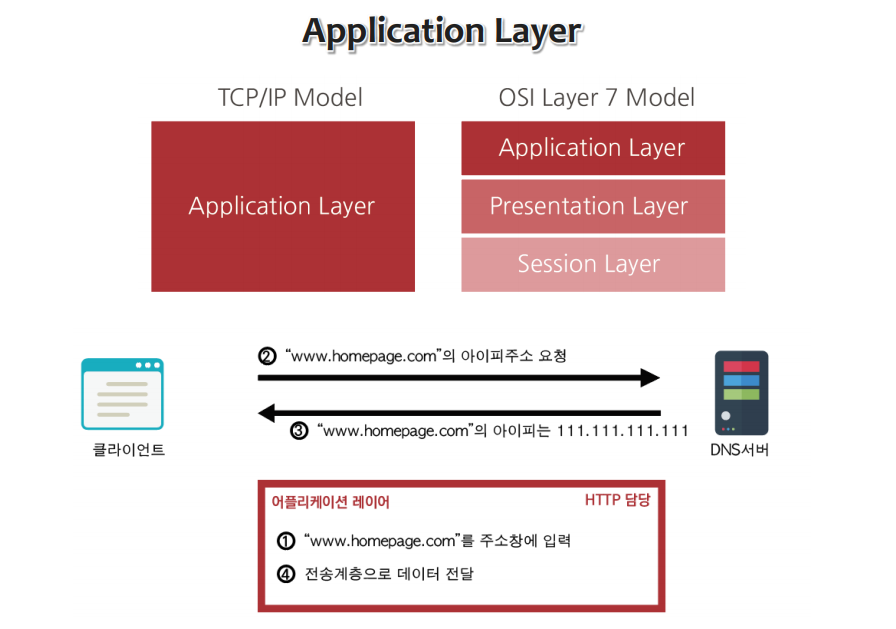 Application Layer
TCP/IP Model
OSI Layer 7 Model
Application Layer
Application Layer
Presentation Layer
Session Layer
② “www.homepage.com”의 아이피주소 요청
③ “www.homepage.com”의 아이피는 111.111.111.111
클라이언트
DNS서버
어플리케이션 레이어
HTTP 담당
① “www.homepage.com”를 주소창에 입력
④ 전송계층으로 데이터 전달